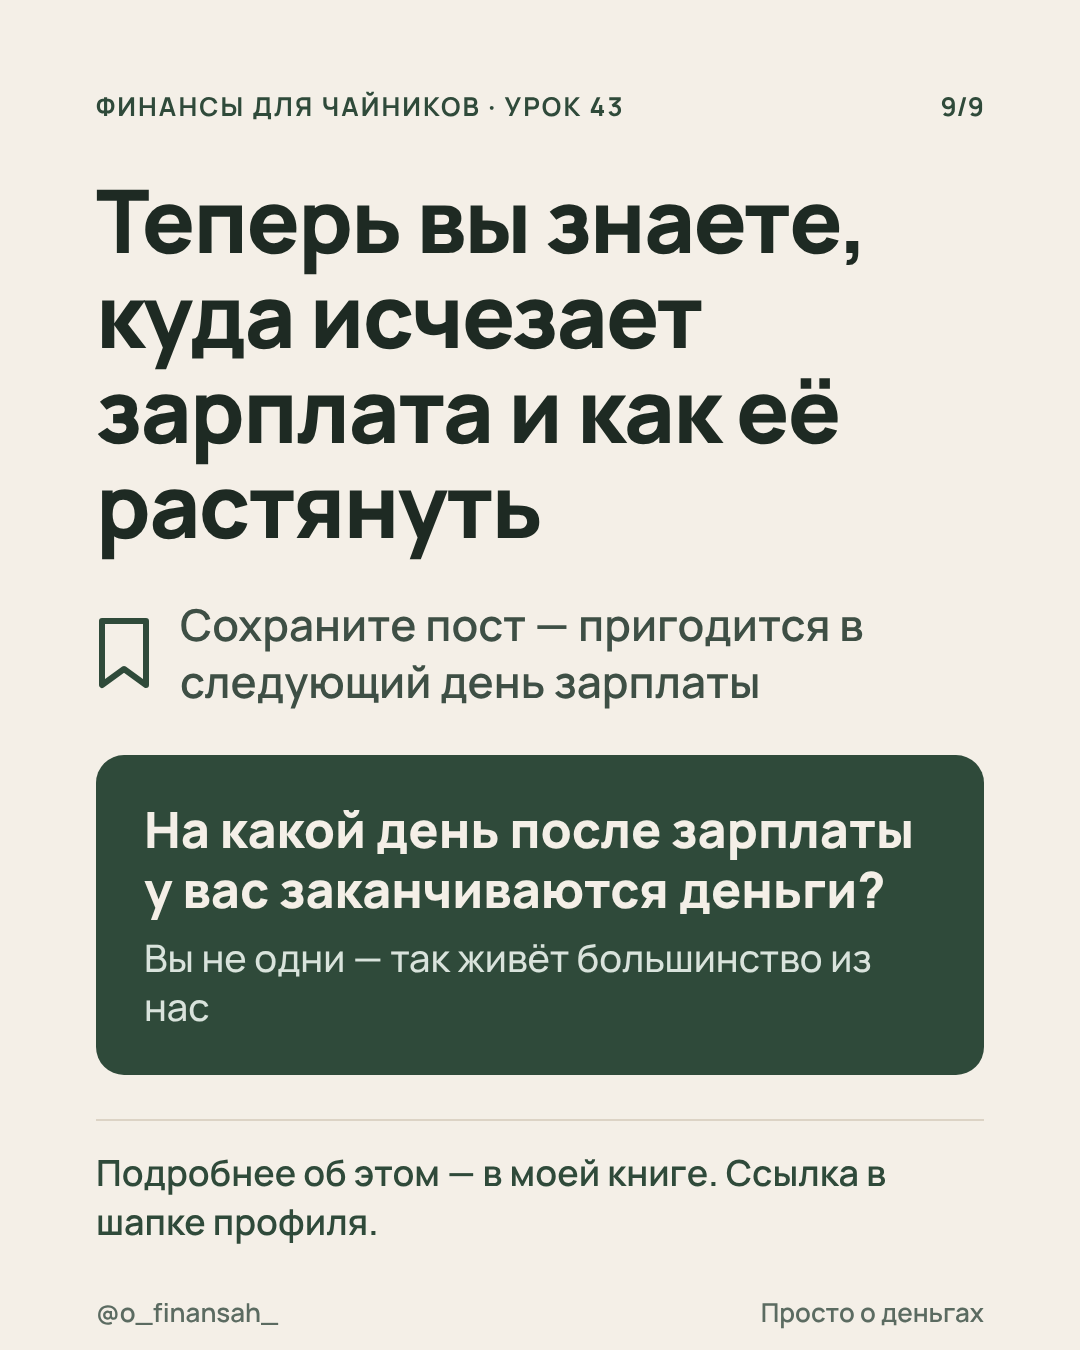 ФИНАНСЫ ДЛЯ ЧАЙНИКОВ · УРОК 43
9/9
Теперь вы знаете,
куда исчезает
зарплата и как её
растянуть
Сохраните пост — пригодится в
следующий день зарплаты
На какой день после зарплаты
у вас заканчиваются деньги?
Вы не одни — так живёт большинство из
нас
Подробнее об этом — в моей книге. Ссылка в
шапке профиля.
@o_finansah_
Просто о деньгах